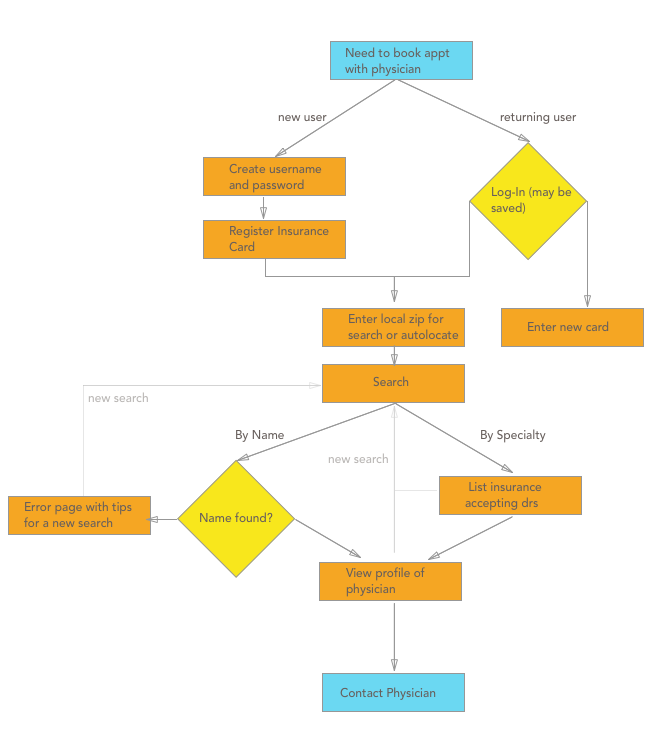 Need to book appt
with physician
new user
returning user
Create username
and password
Log-In (may be
saved)
Register Insurance
Card
Enter local zip for
search or autolocate
Enter new card
Search
new search
By Name
By Specialty
new search
List insurance
accepting drs
Error page with tips
for a new search
Name found?
View profile of
physician
Contact Physician